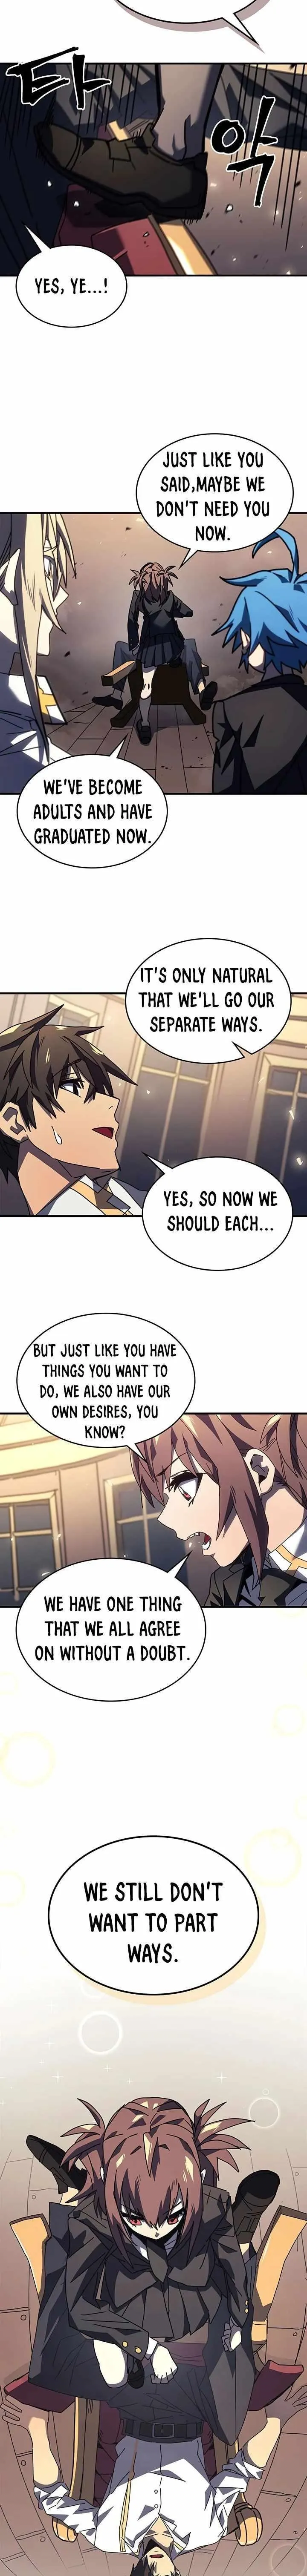 타
악
YES, YE...!
JUST LIKE YOU
SAID,MAYBE WE
DON'T NEED YOU
NOW.
WE'VE BECOME
ADULTS AND HAVE
GRADUATED NOW.
IT'S ONLY NATURAL
THAT WE'LL GO OUR
SEPARATE WAYS.
YES, SO NOW WE
SHOULD EACH...
BUT JUST LIKE YOU HAVE
THINGS YOU WANT TO
DO, WE ALSO HAVE OUR
OWN DESIRES, YOU
KNOW?
WE HAVE ONE THING
THAT WE ALL AGREE
ON WITHOUT A DOUBT.
WE STILL DON'T
WANT TO PART
WAYS.